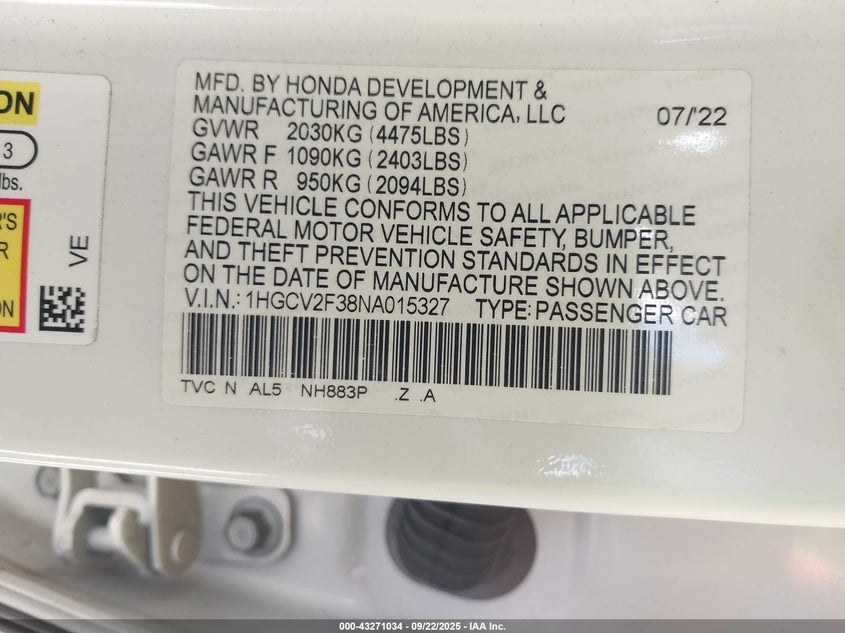 ON
3
lbs.
R'S
R
ON
VE
MFD. BY HONDA DEVELOPMENT &
MANUFACTURING OF AMERICA, LLC 07/'22
GVWR 2030KG (4475LBS)
GAWR F 1090KG (2403LBS)
GAWR R 950KG (2094LBS)
THIS VEHICLE CONFORMS TO ALL APPLICABLE
FEDERAL MOTOR VEHICLE SAFETY, BUMPER,
AND THEFT PREVENTION STANDARDS IN EFFECT
ON THE DATE OF MANUFACTURE SHOWN ABOVE.
V.I.N.: 1HGCV2F38NA015327 TYPE: PASSENGER CAR
TVC N AL5 NH883P .Z .A
000-43271034 - 09/22/2025 - IAA Inc.